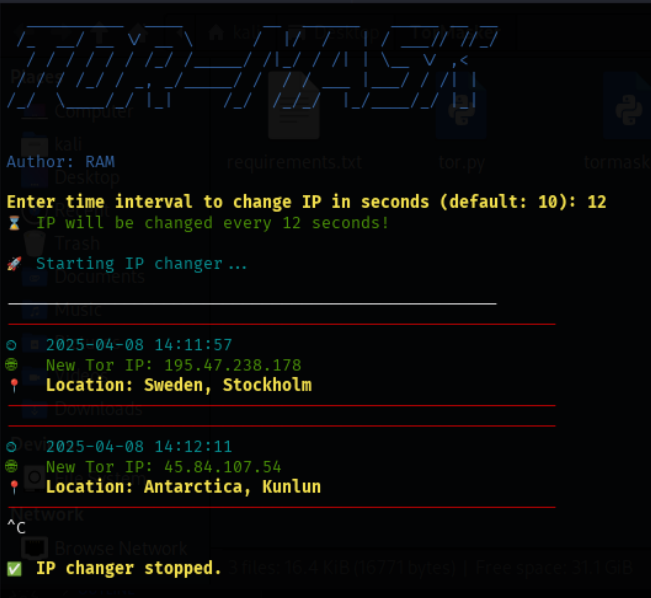 TOR-MASK
Author: RAM
Enter time interval to change IP in seconds (default: 10): 12
⌛ IP will be changed every 12 seconds!
🚀 Starting IP changer...
2025-04-08 14:11:57
New Tor IP: 195.47.238.178
📍 Location: Sweden, Stockholm
2025-04-08 14:12:11
New Tor IP: 45.84.107.54
📍 Location: Antarctica, Kunlun
^C
✅ IP changer stopped.
Places
Computer
kali
Desktop
Trash
Documents
Music
Downloads
Network
Browse Network
requirements.txt
tor.py
tormask
3 files: 16.4 KiB (16771 bytes) | Free space: 31.1 GiB